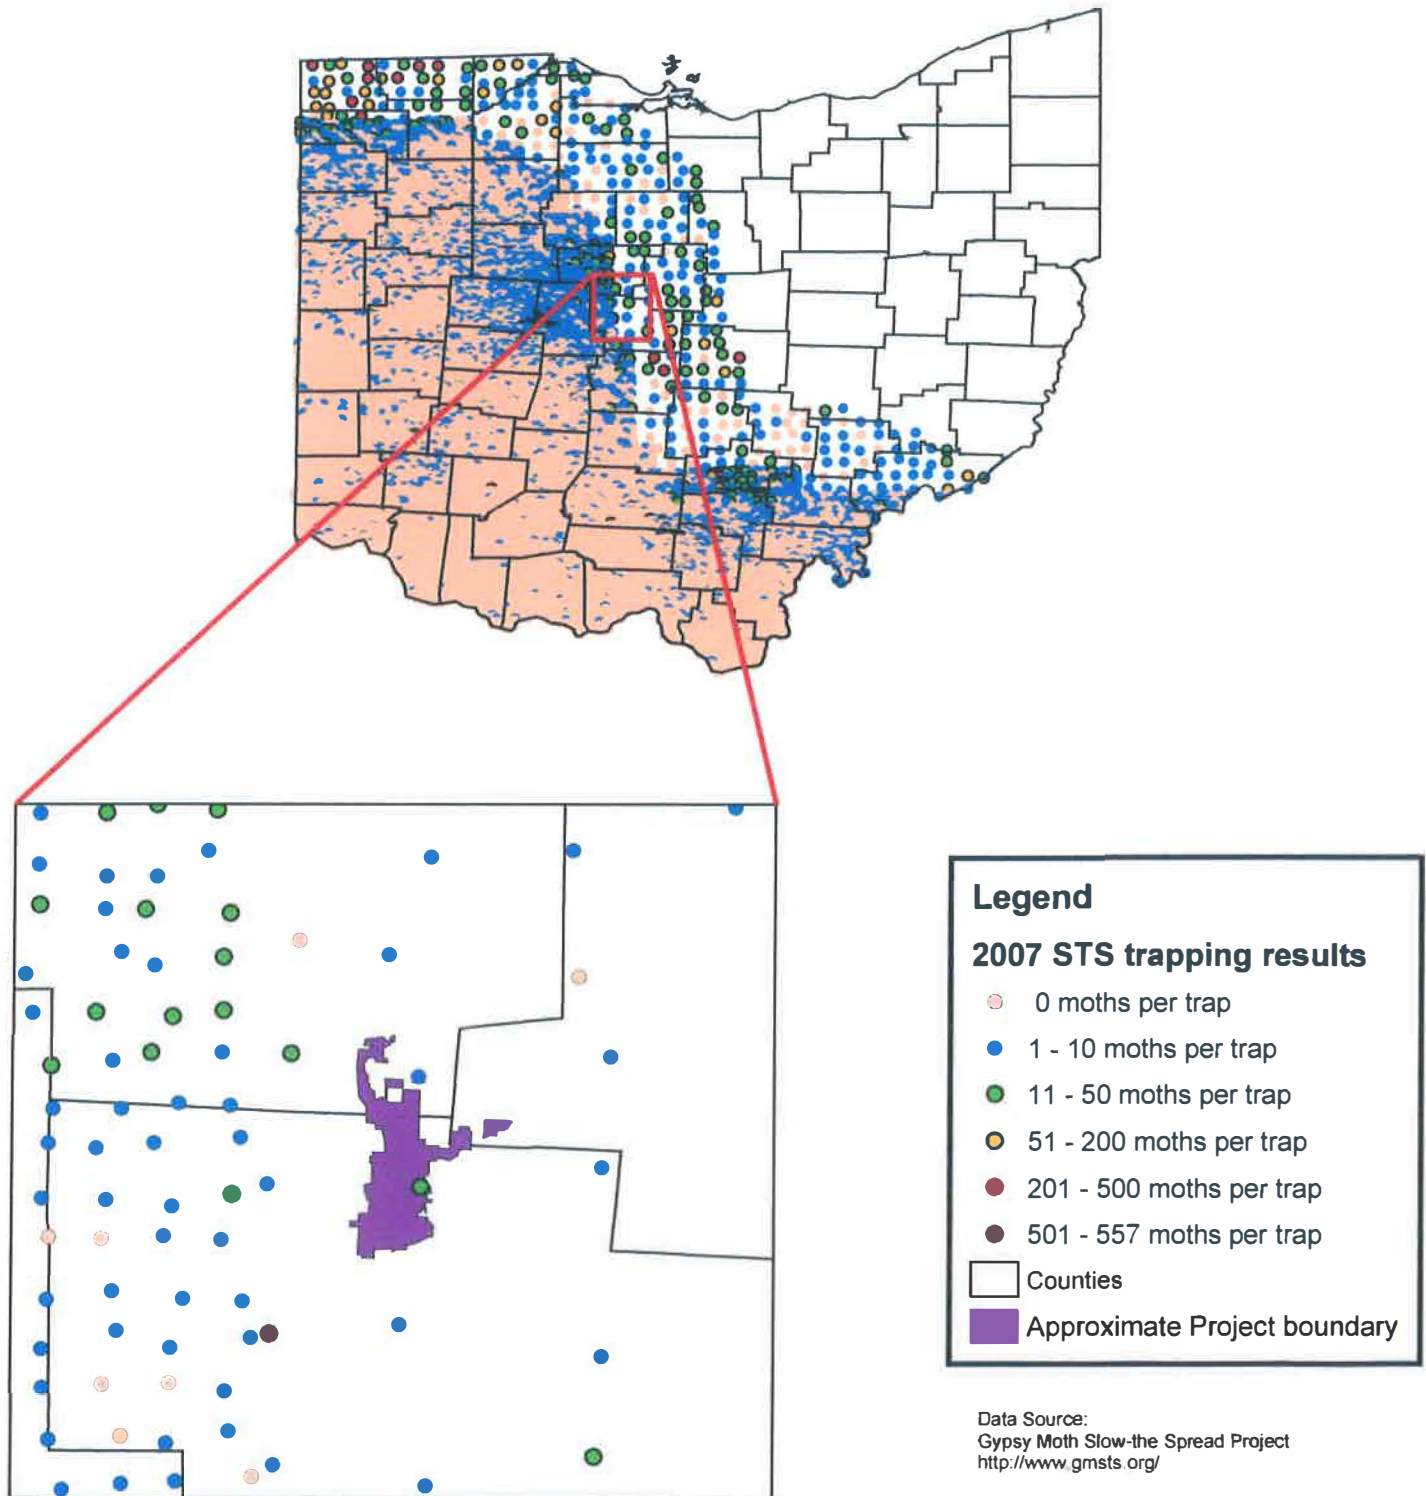 Legend
2007 STS trapping results
0 moths per trap
1 - 10 moths per trap
11 - 50 moths per trap
51 - 200 moths per trap
201 - 500 moths per trap
501 - 557 moths per trap
Counties
Approximate Project boundary
Data Source:
Gypsy Moth Slow-the Spread Project
http://www.gmsts.org/